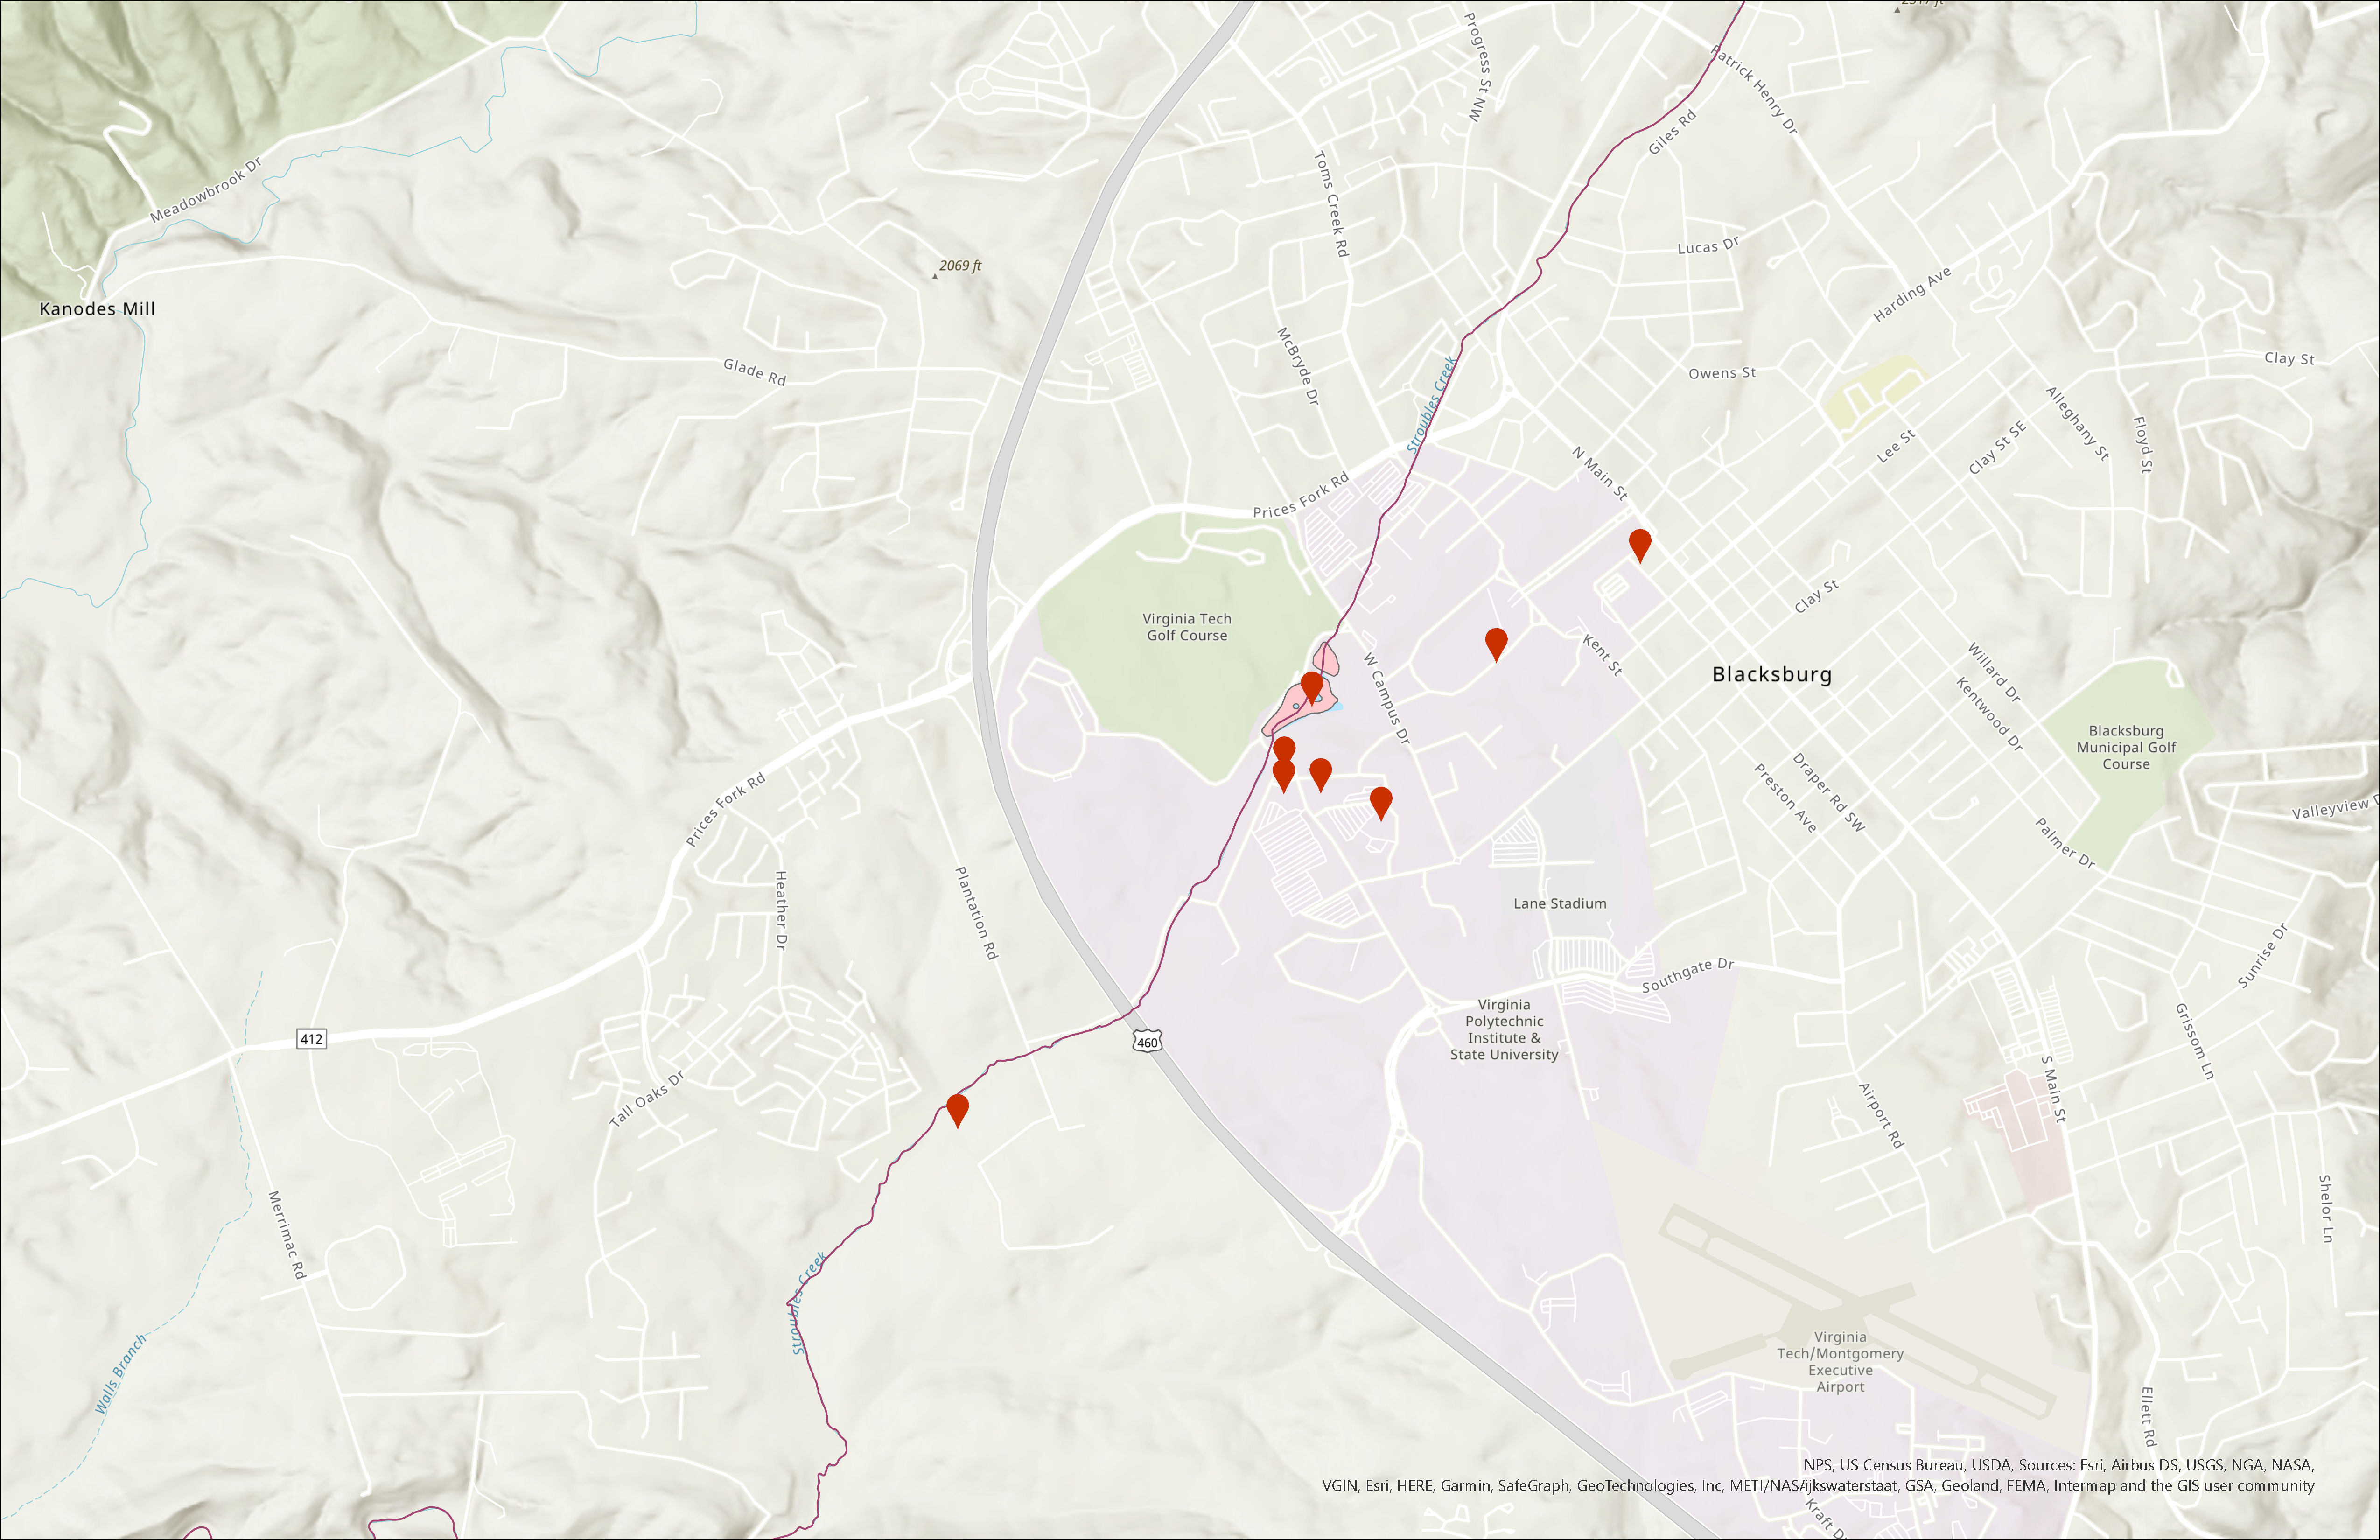 2577 ft
Progress St NW
Patrick Henry Dr
Giles Rd
Toms Creek Rd
Meadowbrook Dr
Lucas Dr
2069 ft
Harding Ave
Kanodes Mill
McBryde Dr
Clay St
Glade Rd
Owens St
Stroubles Creek
Alleghany St
Floyd St
Lee St
Clay St SE
N Main St
Prices Fork Rd
Clay St
Virginia Tech
Golf Course
Kent St
Willard Dr
Blacksburg
W Campus Dr
Kentwood Dr
Blacksburg
Municipal Golf
Course
Draper Rd SW
Preston Ave
Prices Fork Rd
Valleyview D
Palmer Dr
Heather Dr
Plantation Rd
Lane Stadium
Sunrise Dr
Southgate Dr
Virginia
Polytechnic
Institute &
State University
412
460
Grissom Ln
S Main St
Tall Oaks Dr
Airport Rd
Merrimac Rd
Shelor Ln
Stroubles Creek
Walls Branch
Virginia
Tech/Montgomery
Executive
Airport
Ellett Rd
NPS, US Census Bureau, USDA, Sources: Esri, Airbus DS, USGS, NGA, NASA,
VGIN, Esri, HERE, Garmin, SafeGraph, GeoTechnologies, Inc, METI/NASAijkswaterstaat, GSA, Geoland, FEMA, Intermap and the GIS user community
Kraft Dr